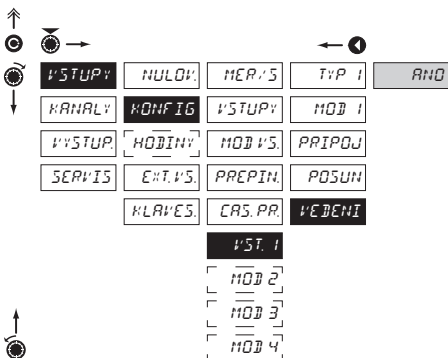 VSTUPY NULOV. MER/S TYP 1 ANO
KANALY KONFIG VSTUPY MOD 1
VYSTUP. HODINY MOD VS. PRIPOJ
SERVIS EXT. VS. PREPIN. POSUN
KLAVES. CAS. PR. VEDENI
VST. 1
MOD 2
MOD 3
MOD 4